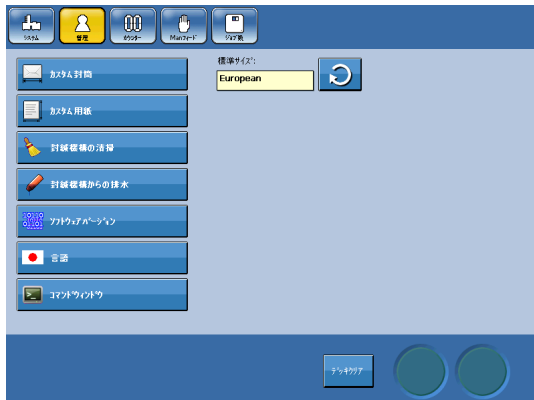 システム
管理
カウンター
Manフィード
ジョブ数
標準サイズ:
European
カスタム封筒
カスタム用紙
封緘機構の清掃
封緘機構からの排水
ソフトウェアバージョン
言語
コマンドウィンドウ
デッキクリア